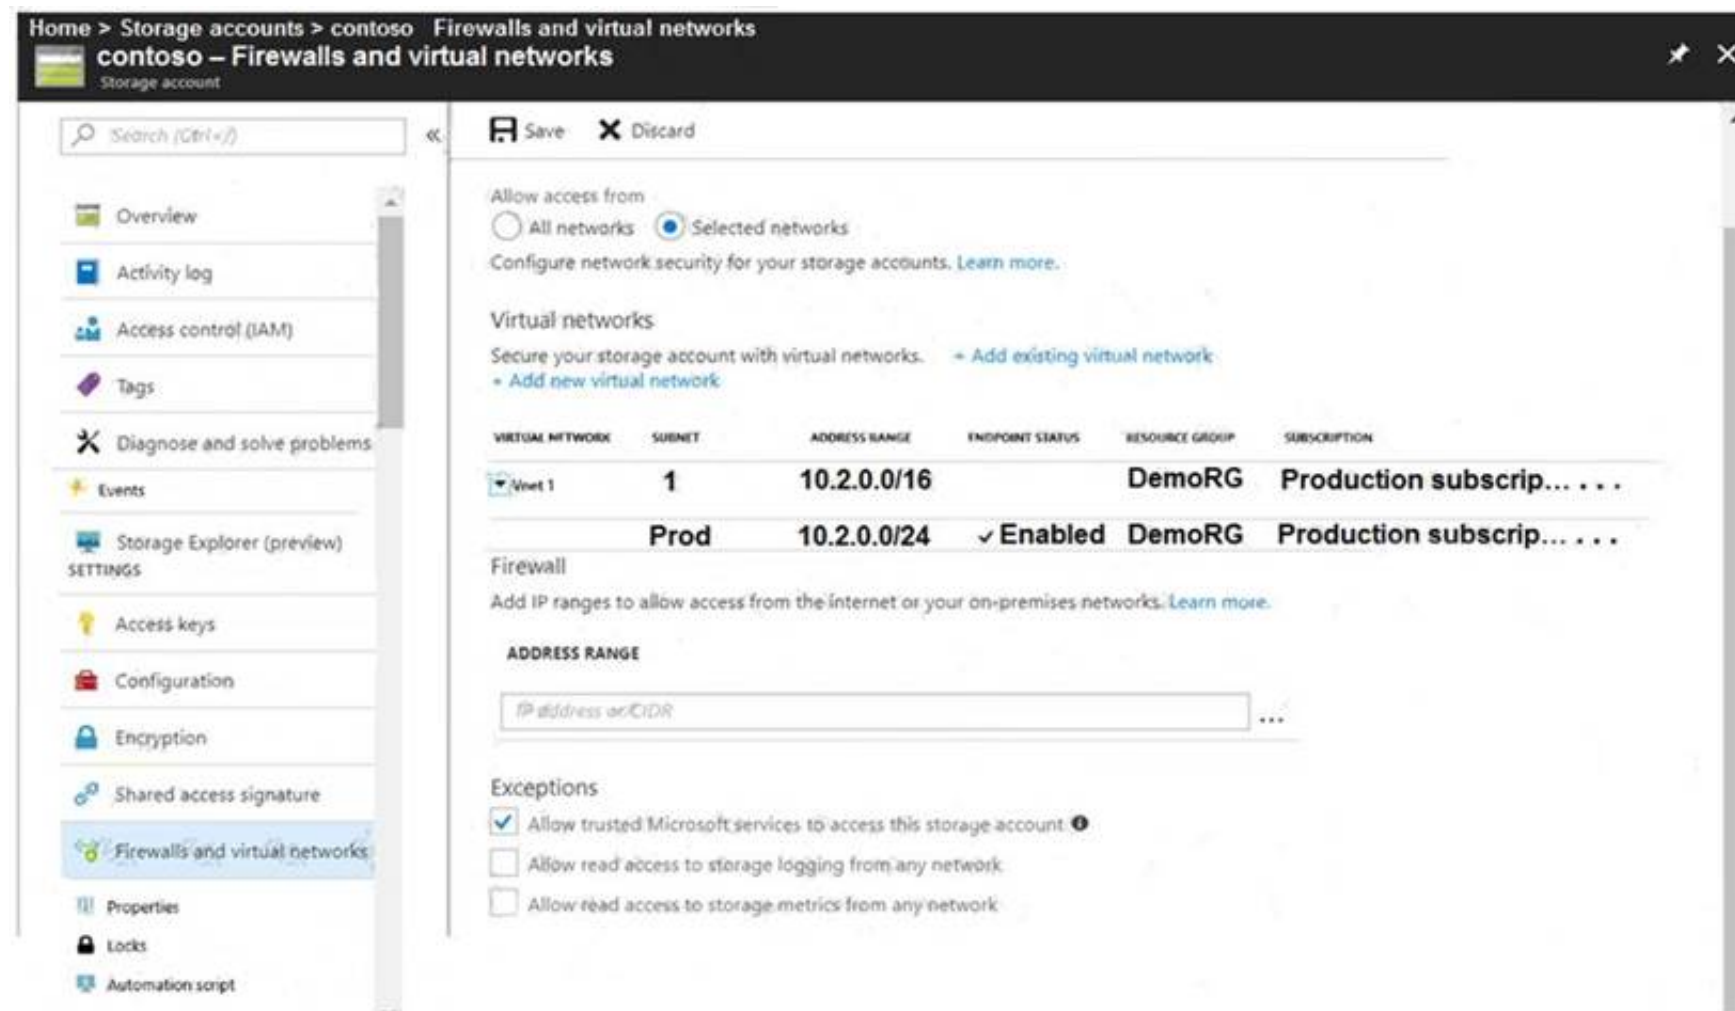 Home > Storage accounts > contoso Firewalls and virtual networks
contoso – Firewalls and virtual networks
Storage account
Search (Ctrl+/)
«
Overview
Activity log
Access control (IAM)
Tags
Diagnose and solve problems
Events
Storage Explorer (preview)
SETTINGS
Access keys
Configuration
Encryption
Shared access signature
Firewalls and virtual networks
Properties
Locks
Automation script
Save Discard
Allow access from
All networks Selected networks
Configure network security for your storage accounts. Learn more.
Virtual networks
Secure your storage account with virtual networks. + Add existing virtual network
+ Add new virtual network
VIRTUAL NETWORK SUBNET ADDRESS RANGE ENDPOINT STATUS RESOURCE GROUP SUBSCRIPTION
Vnet 1 1 10.2.0.0/16 DemoRG Production subscrip... ...
Prod 10.2.0.0/24 ✓ Enabled DemoRG Production subscrip... ...
Firewall
Add IP ranges to allow access from the internet or your on-premises networks. Learn more.
ADDRESS RANGE
IP address or CIDR ...
Exceptions
Allow trusted Microsoft services to access this storage account
Allow read access to storage logging from any network
Allow read access to storage metrics from any network